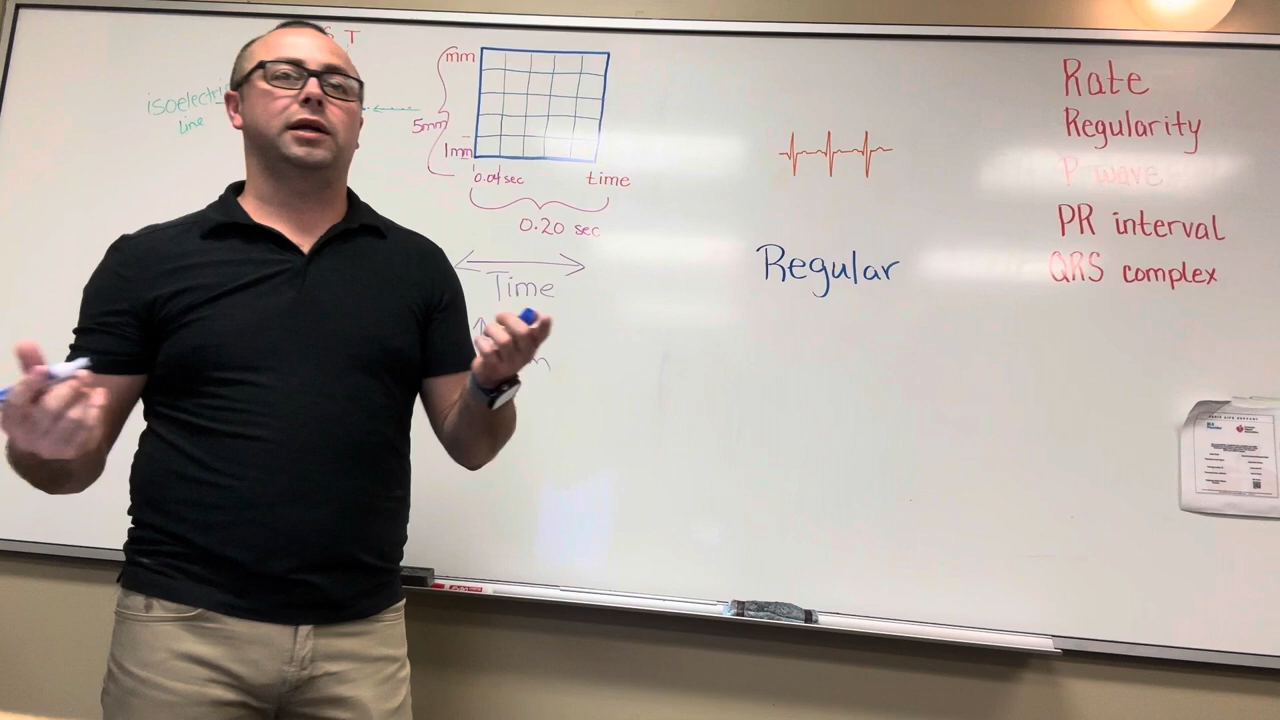 S T
isoelectri
line
mm
5mm
1mm
0.04sec
time
0.20 sec
Time
Regular
Rate
Regularity
P wave
PR interval
QRS complex